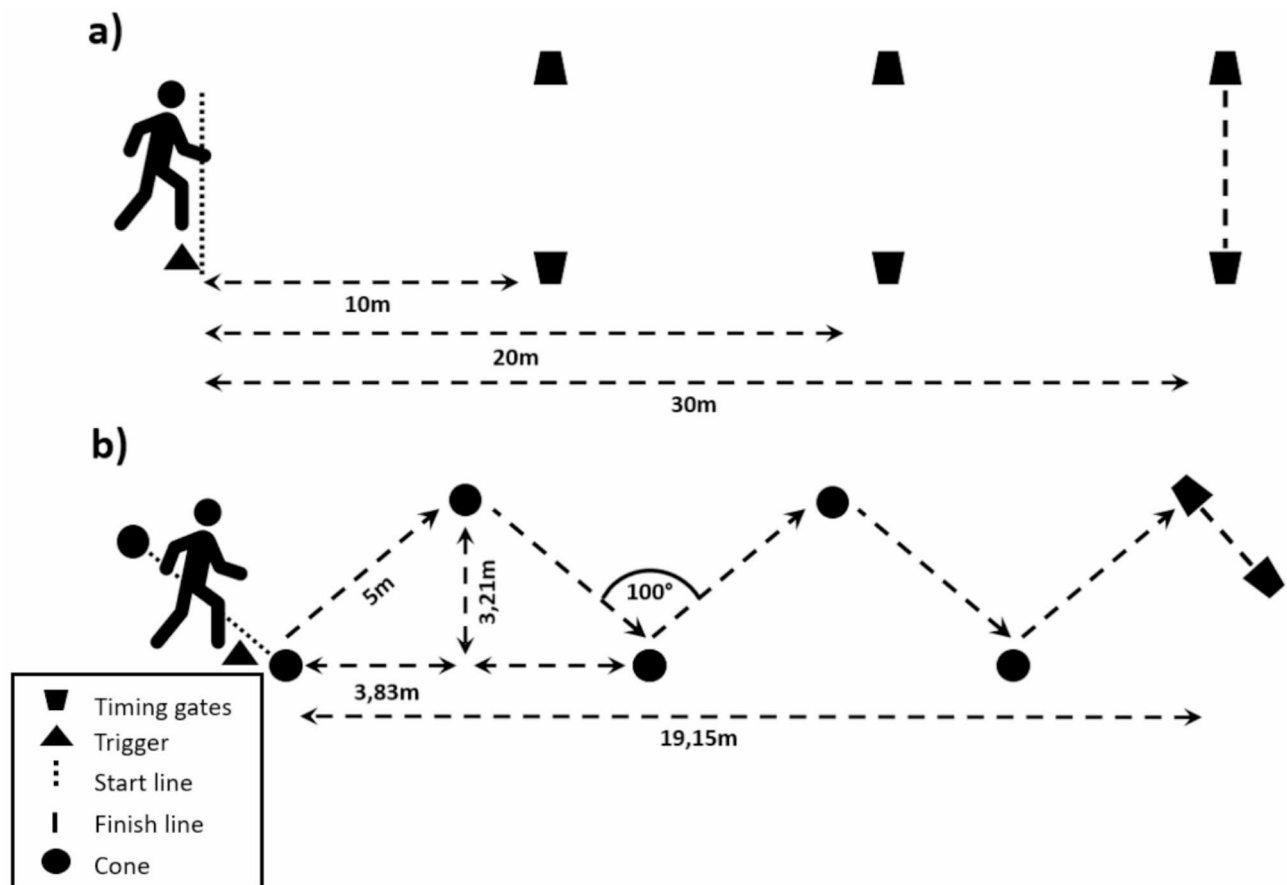 a)
10m
20m
30m
b)
5m
3,21m
100°
3,83m
19,15m
Timing gates
Trigger
Start line
Finish line
Cone